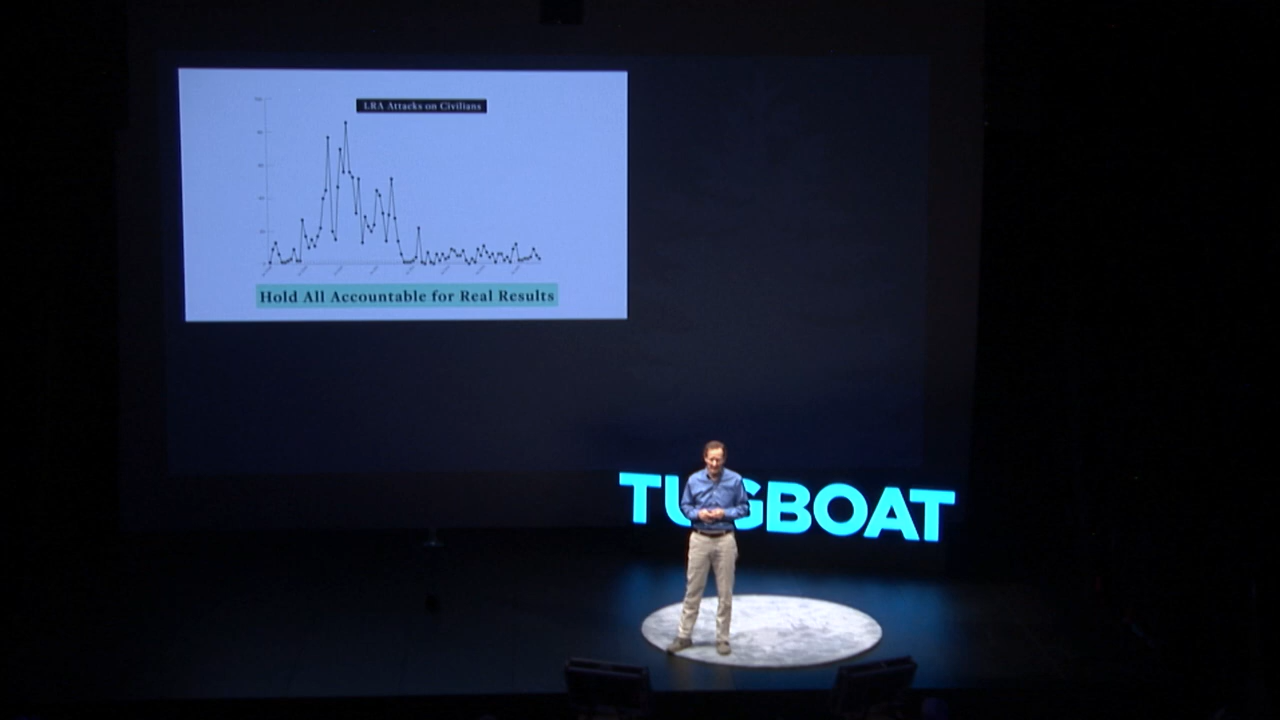 LRA Attacks on Civilians
Hold All Accountable for Real Results
TUGBOAT